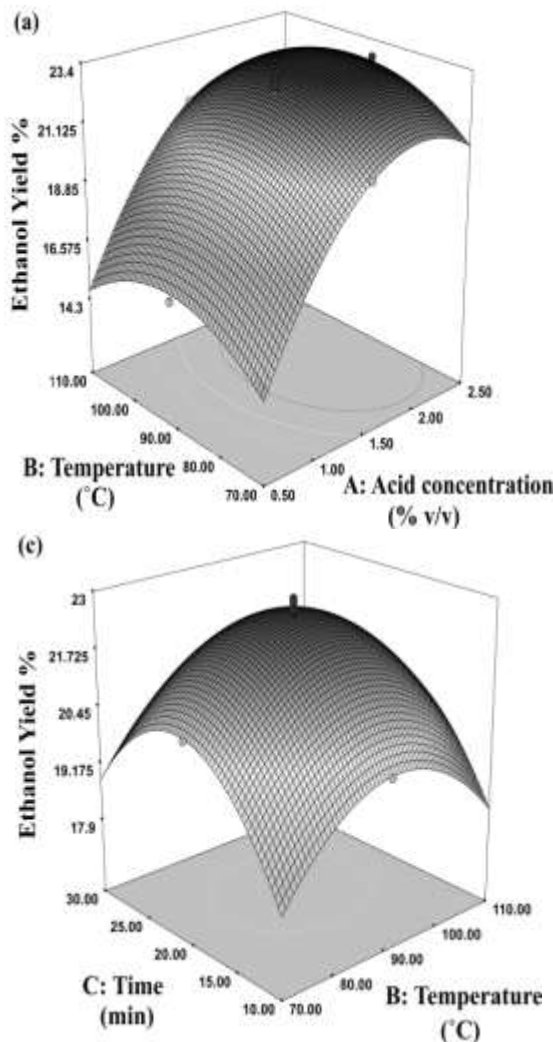 (a)
23.4
21.125
18.85
16.575
14.3
Ethanol Yield %
110.00
100.00
90.00
80.00
70.00
B: Temperature
(˚C)
0.50
1.00
1.50
2.00
2.50
A: Acid concentration
(% v/v)
(c)
23
21.725
20.45
19.175
17.9
Ethanol Yield %
30.00
25.00
20.00
15.00
10.00
C: Time
(min)
70.00
80.00
90.00
100.00
110.00
B: Temperature
(˚C)